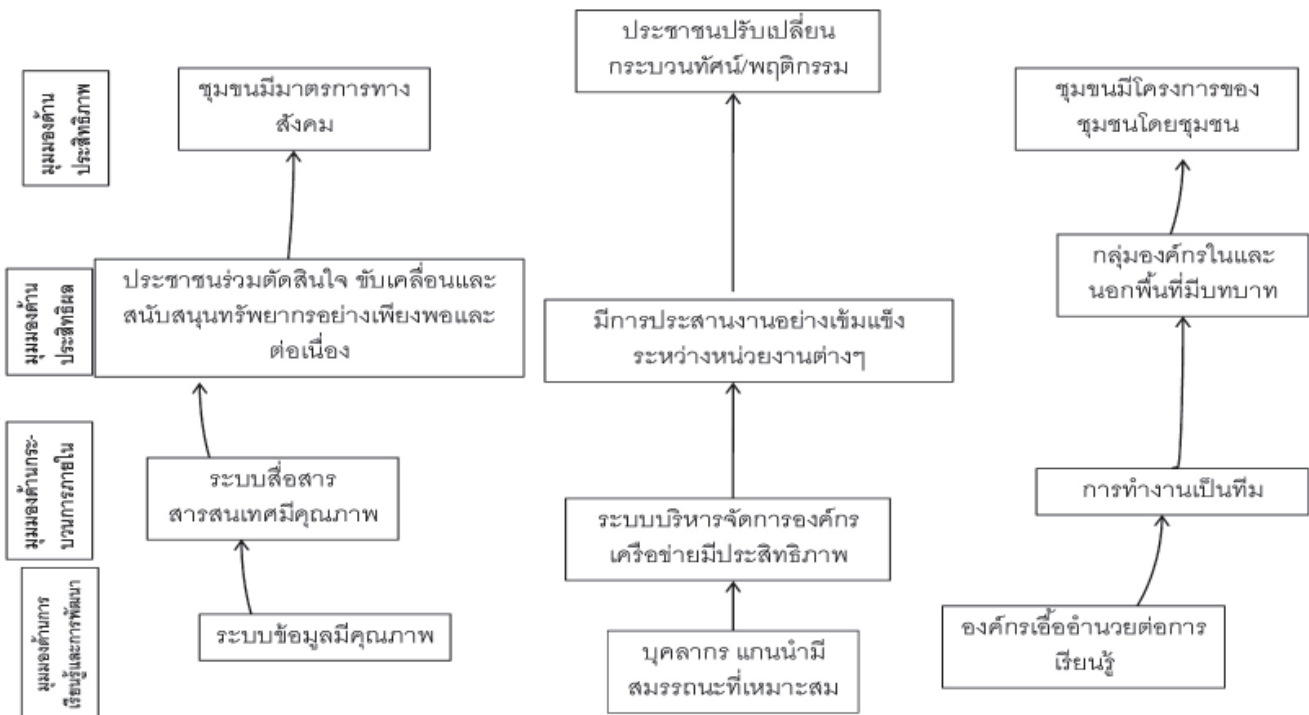 ประชาชนปรับเปลี่ยน
กระบวนทัศน์/พฤติกรรม
มุมมองด้าน
ประสิทธิภาพ
ชุมขนมีมาตรการทาง
สังคม
ชุมขนมีโครงการของ
ชุมชนโดยชุมชน
มุมมองด้าน
ประสิทธิผล
ประชาชนร่วมตัดสินใจ ขับเคลื่อนและ
สนับสนุนทรัพยากรอย่างเพียงพอและ
ต่อเนื่อง
มีการประสานงานอย่างเข้มแข็ง
ระหว่างหน่วยงานต่างๆ
กลุ่มองค์กรในและ
นอกพื้นที่มีบทบาท
มุมมองด้านกระ-
บวนการภายใน
ระบบสื่อสาร
สารสนเทศมีคุณภาพ
ระบบบริหารจัดการองค์กร
เครือข่ายมีประสิทธิภาพ
การทำงานเป็นทีม
มุมมองด้านการ
เรียนรู้และการพัฒนา
ระบบข้อมูลมีคุณภาพ
บุคลากร แกนนำมี
สมรรถนะที่เหมาะสม
องค์กรเอื้ออำนวยต่อการ
เรียนรู้